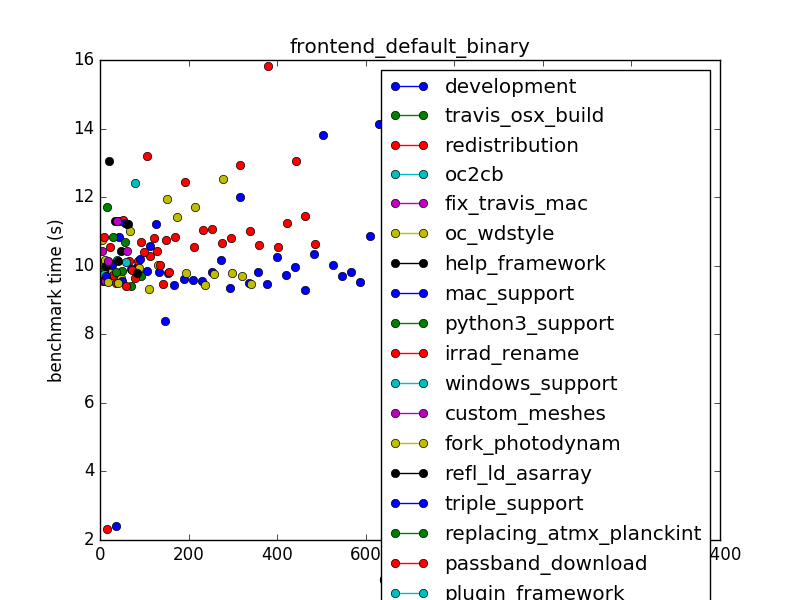 frontend_default_binary
benchmark time (s)
16
14
12
10
8
6
4
2
0
200
400
600
400
development
travis_osx_build
redistribution
oc2cb
fix_travis_mac
oc_wdstyle
help_framework
mac_support
python3_support
irrad_rename
windows_support
custom_meshes
fork_photodynam
refl_ld_asarray
triple_support
replacing_atmx_planckint
passband_download
plugin_framework